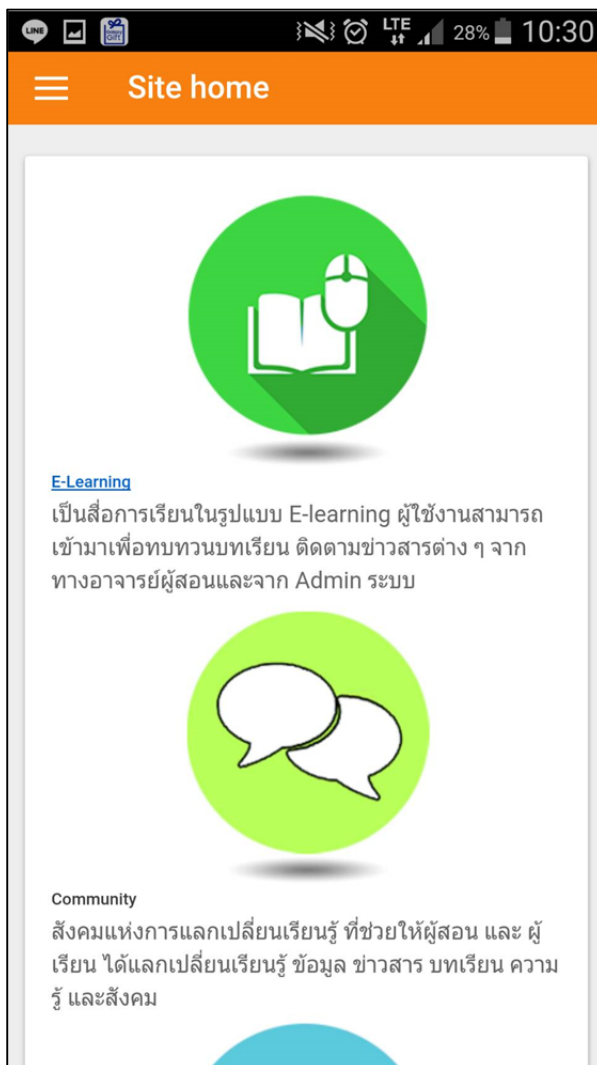 LINE
LTE 28% 10:30
Site home
E-Learning
เป็นสื่อการเรียนในรูปแบบ E-learning ผู้ใช้งานสามารถ
เข้ามาเพื่อทบทวนบทเรียน ติดตามข่าวสารต่าง ๆ จาก
ทางอาจารย์ผู้สอนและจาก Admin ระบบ
Community
สังคมแห่งการแลกเปลี่ยนเรียนรู้ ที่ช่วยให้ผู้สอน และ ผู้
เรียน ได้แลกเปลี่ยนเรียนรู้ ข้อมูล ข่าวสาร บทเรียน ความ
รู้ และสังคม